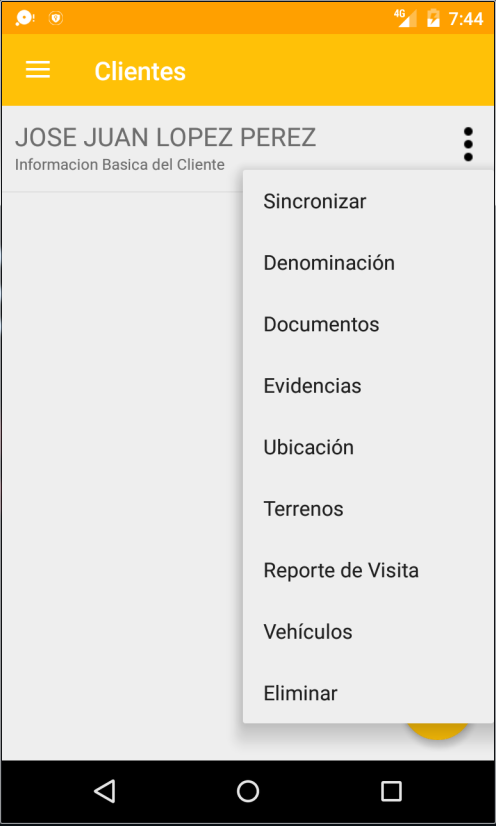 4G 7:44
Clientes
JOSE JUAN LOPEZ PEREZ
Informacion Basica del Cliente
Sincronizar
Denominación
Documentos
Evidencias
Ubicación
Terrenos
Reporte de Visita
Vehículos
Eliminar